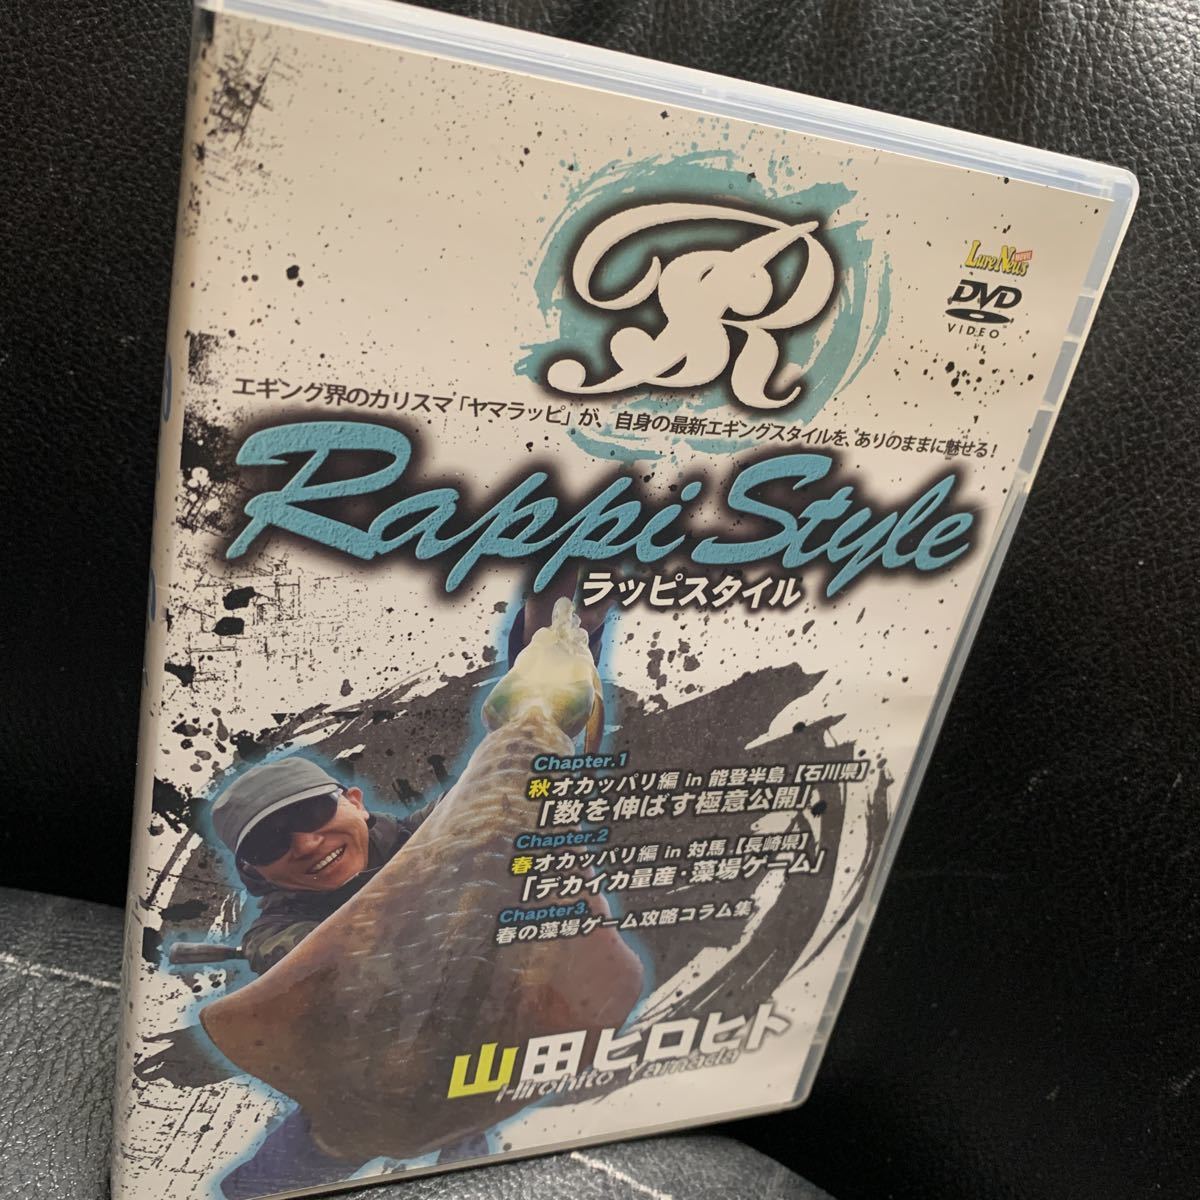 Lure News
MOVIE
DVD
VIDEO
エギング界のカリスマ「ヤマラッピ」が、自身の最新エギングスタイルを、ありのままに魅せる!
Rappi Style
ラッピスタイル
Chapter.1
秋オカッパリ編 in 能登半島【石川県】
「数を伸ばす極意公開」
Chapter.2
春オカッパリ編 in 対馬【長崎県】
「デカイカ量産・藻場ゲーム」
Chapter3.
春の藻場ゲーム攻略コラム集
山田ヒロヒト
Hirohito Yamada